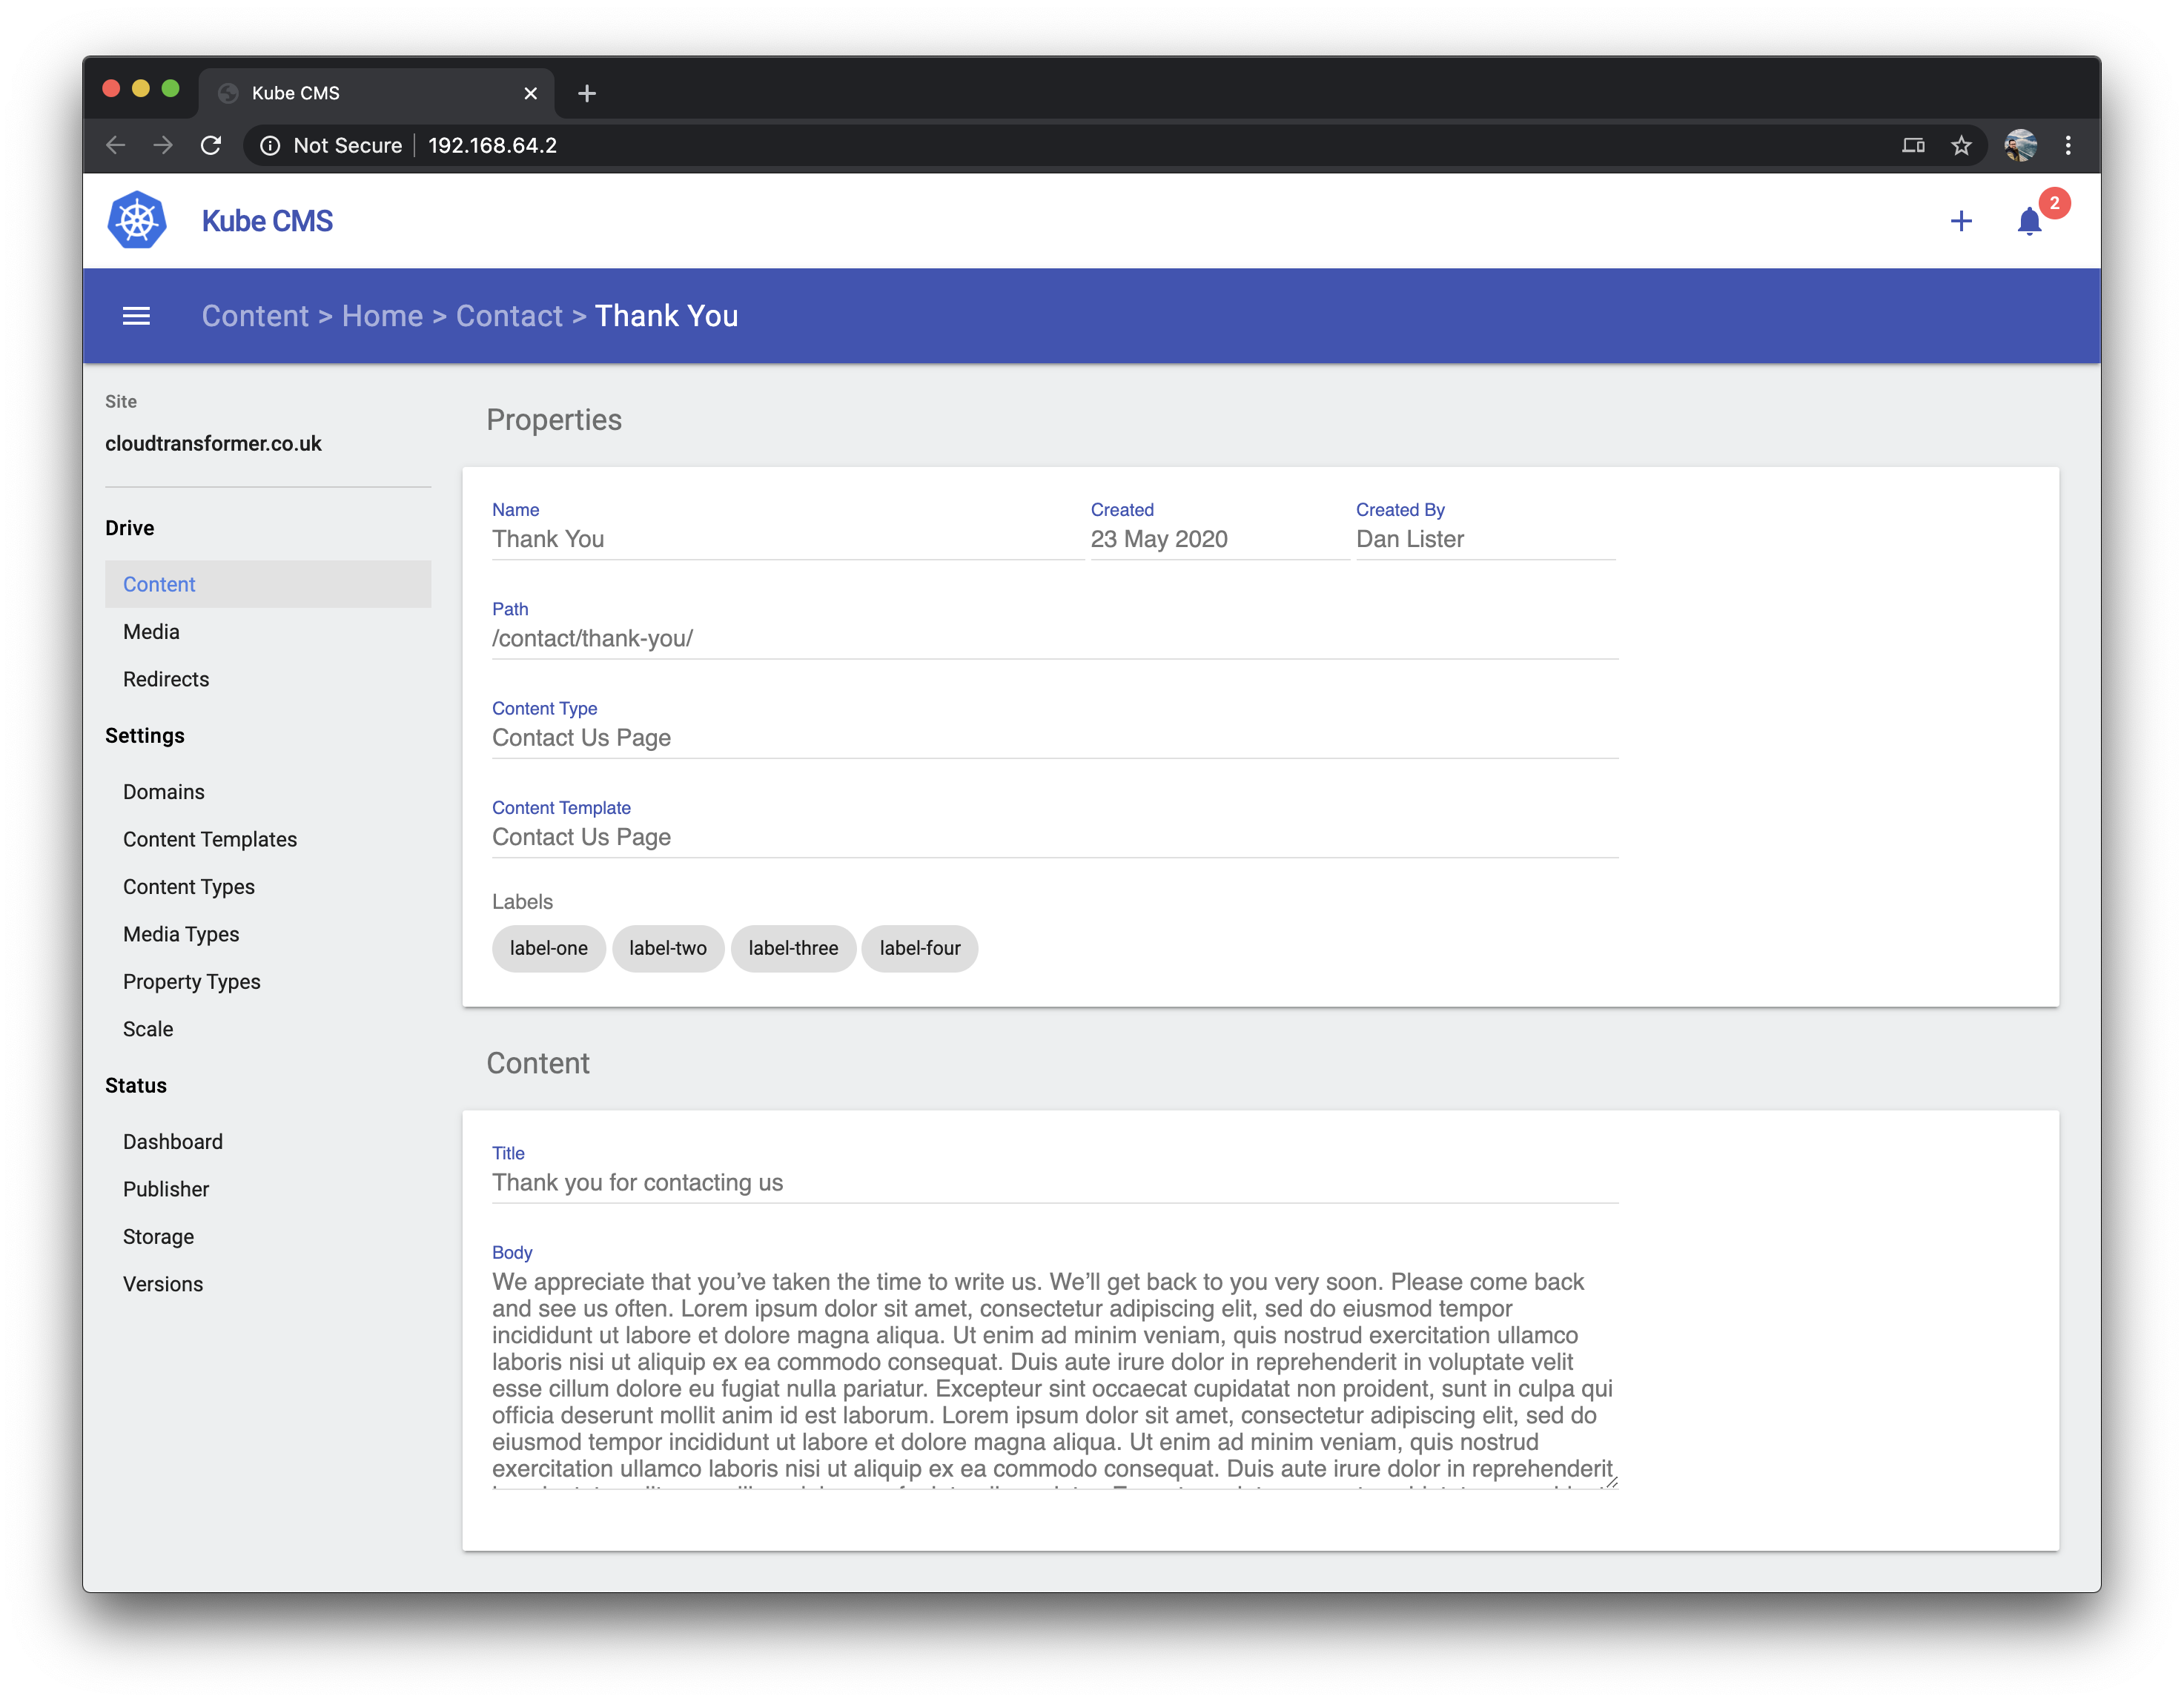 Kube CMS
Not Secure 192.168.64.2
Kube CMS
2
Content > Home > Contact > Thank You
Site
cloudtransformer.co.uk
Drive
Content
Media
Redirects
Settings
Domains
Content Templates
Content Types
Media Types
Property Types
Scale
Status
Dashboard
Publisher
Storage
Versions
Properties
Name Created Created By
Thank You 23 May 2020 Dan Lister
Path
/contact/thank-you/
Content Type
Contact Us Page
Content Template
Contact Us Page
Labels
label-one label-two label-three label-four
Content
Title
Thank you for contacting us
Body
We appreciate that you’ve taken the time to write us. We’ll get back to you very soon. Please come back
and see us often. Lorem ipsum dolor sit amet, consectetur adipiscing elit, sed do eiusmod tempor
incididunt ut labore et dolore magna aliqua. Ut enim ad minim veniam, quis nostrud exercitation ullamco
laboris nisi ut aliquip ex ea commodo consequat. Duis aute irure dolor in reprehenderit in voluptate velit
esse cillum dolore eu fugiat nulla pariatur. Excepteur sint occaecat cupidatat non proident, sunt in culpa qui
officia deserunt mollit anim id est laborum. Lorem ipsum dolor sit amet, consectetur adipiscing elit, sed do
eiusmod tempor incididunt ut labore et dolore magna aliqua. Ut enim ad minim veniam, quis nostrud
exercitation ullamco laboris nisi ut aliquip ex ea commodo consequat. Duis aute irure dolor in reprehenderit